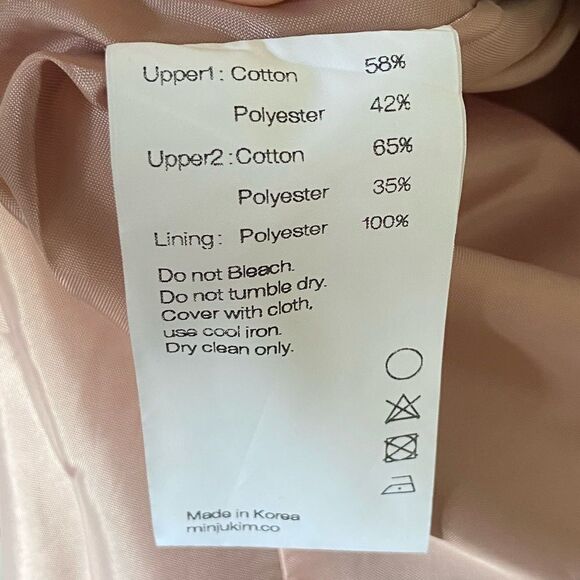 Upper1: Cotton 58%
Polyester 42%
Upper2: Cotton 65%
Polyester 35%
Lining: Polyester 100%
Do not Bleach.
Do not tumble dry.
Cover with cloth,
use cool iron.
Dry clean only.
Made in Korea
minjukim.co